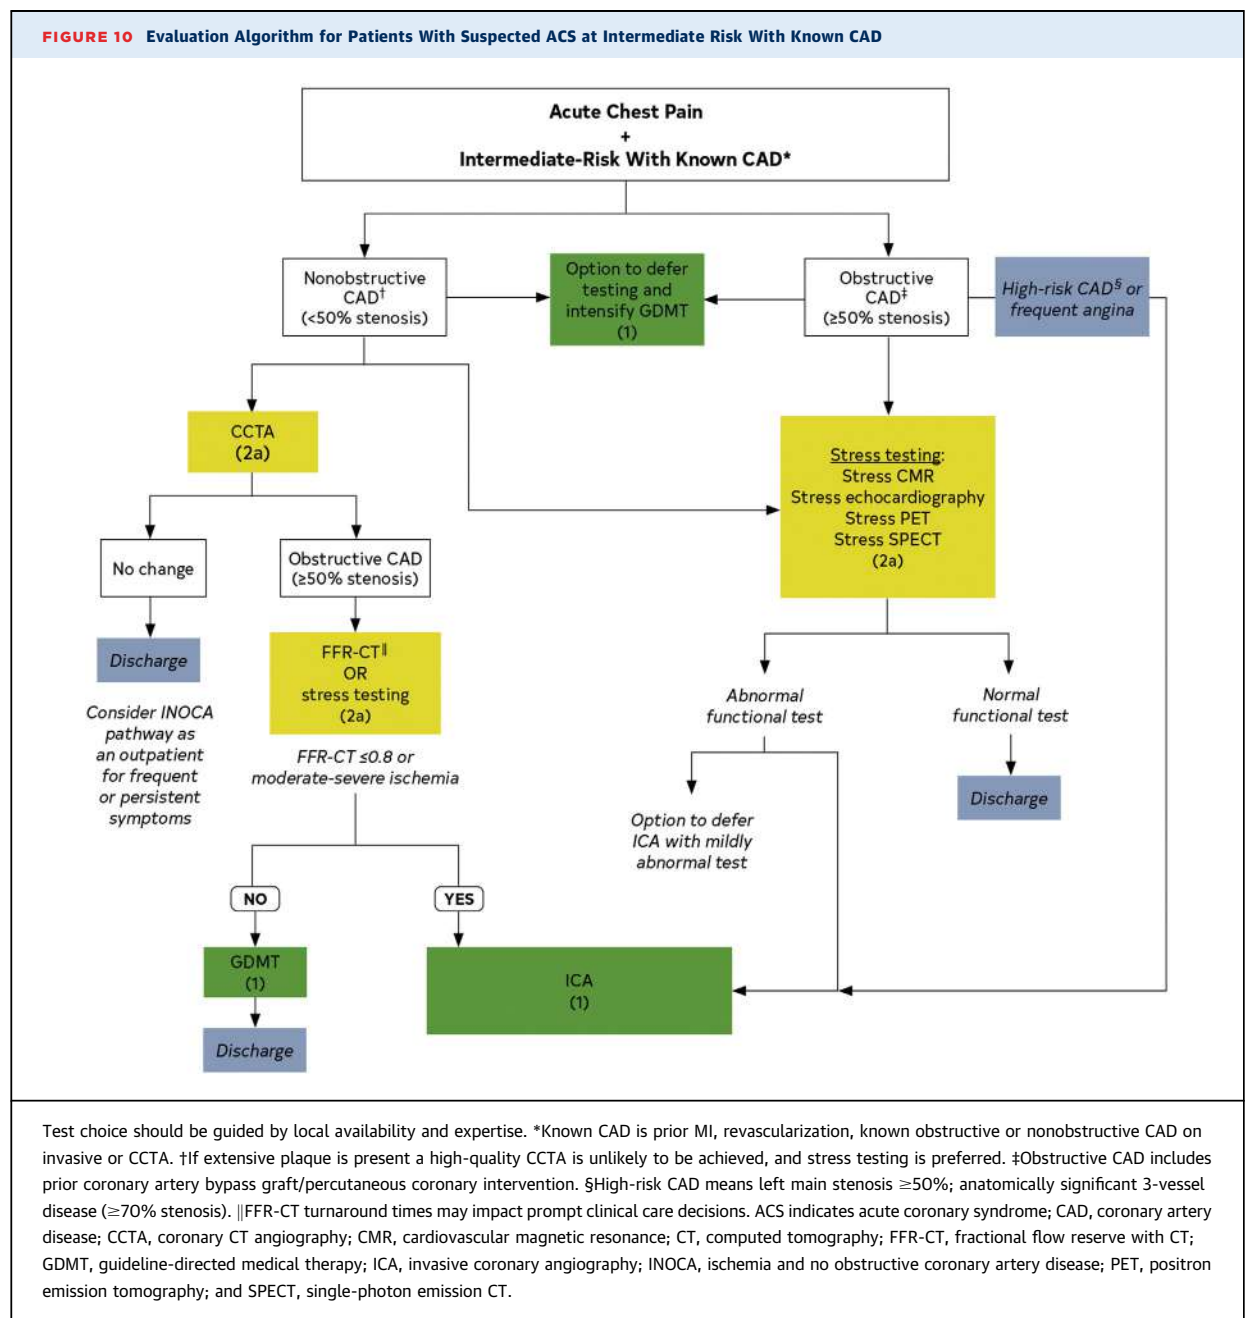 FIGURE 10 Evaluation Algorithm for Patients With Suspected ACS at Intermediate Risk With Known CAD
Acute Chest Pain
+
Intermediate-Risk With Known CAD*
Nonobstructive
CAD†
(<50% stenosis)
Option to defer
testing and
intensify GDMT
(1)
Obstructive
CAD‡
(≥50% stenosis)
High-risk CAD§ or
frequent angina
CCTA
(2a)
Stress testing:
Stress CMR
Stress echocardiography
Stress PET
Stress SPECT
(2a)
No change
Obstructive CAD
(≥50% stenosis)
Discharge
Consider INOCA
pathway as
an outpatient
for frequent
or persistent
symptoms
FFR-CT‖
OR
stress testing
(2a)
FFR-CT ≤0.8 or
moderate-severe ischemia
Abnormal
functional test
Normal
functional test
Option to defer
ICA with mildly
abnormal test
Discharge
NO
YES
GDMT
(1)
ICA
(1)
Discharge
Test choice should be guided by local availability and expertise. *Known CAD is prior MI, revascularization, known obstructive or nonobstructive CAD on
invasive or CCTA. †If extensive plaque is present a high-quality CCTA is unlikely to be achieved, and stress testing is preferred. ‡Obstructive CAD includes
prior coronary artery bypass graft/percutaneous coronary intervention. §High-risk CAD means left main stenosis ≥50%; anatomically significant 3-vessel
disease (≥70% stenosis). ‖FFR-CT turnaround times may impact prompt clinical care decisions. ACS indicates acute coronary syndrome; CAD, coronary artery
disease; CCTA, coronary CT angiography; CMR, cardiovascular magnetic resonance; CT, computed tomography; FFR-CT, fractional flow reserve with CT;
GDMT, guideline-directed medical therapy; ICA, invasive coronary angiography; INOCA, ischemia and no obstructive coronary artery disease; PET, positron
emission tomography; and SPECT, single-photon emission CT.